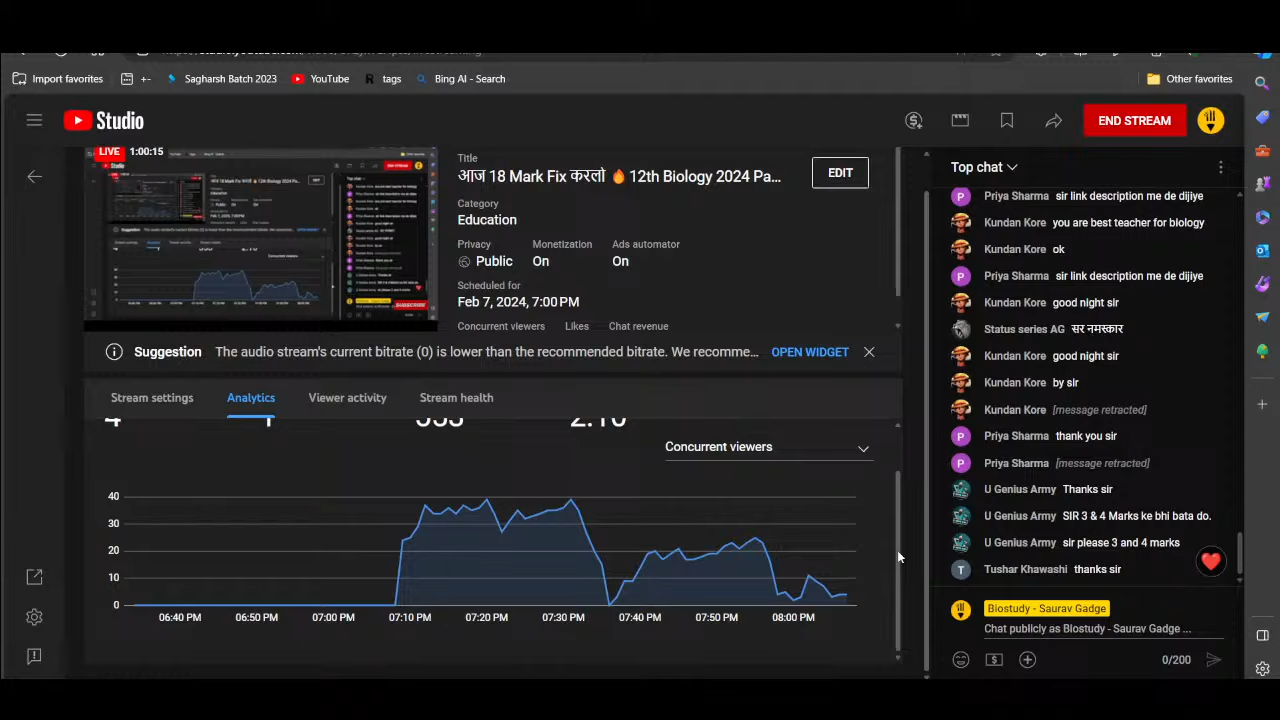 Import favorites
+-
Sagharsh Batch 2023
YouTube
tags
Bing AI - Search
Other favorites
Studio
END STREAM
LIVE 1:00:15
Title
आज 18 Mark Fix करतो 🔥 12th Biology 2024 Pa...
EDIT
Category
Education
Privacy Monetization Ads automator
Public On On
Scheduled for
Feb 7, 2024, 7:00 PM
Concurrent viewers Likes Chat revenue
Suggestion The audio stream's current bitrate (0) is lower than the recommended bitrate. We recomme... OPEN WIDGET
Stream settings Analytics Viewer activity Stream health
Concurrent viewers
40
30
20
10
0
06:40 PM 06:50 PM 07:00 PM 07:10 PM 07:20 PM 07:30 PM 07:40 PM 07:50 PM 08:00 PM
Top chat
Priya Sharma sir link description me de dijiye
Kundan Kore you are best teacher for biology
Kundan Kore ok
Priya Sharma sir link description me de dijiye
Kundan Kore good night sir
Status series AG सर नमस्कार
Kundan Kore good night sir
Kundan Kore by sir
Kundan Kore [message retracted]
Priya Sharma thank you sir
Priya Sharma [message retracted]
U Genius Army Thanks sir
U Genius Army SIR 3 & 4 Marks ke bhi bata do.
U Genius Army sir please 3 and 4 marks
Tushar Khawashi thanks sir
Biostudy - Saurav Gadge
Chat publicly as Biostudy - Saurav Gadge ...
0/200